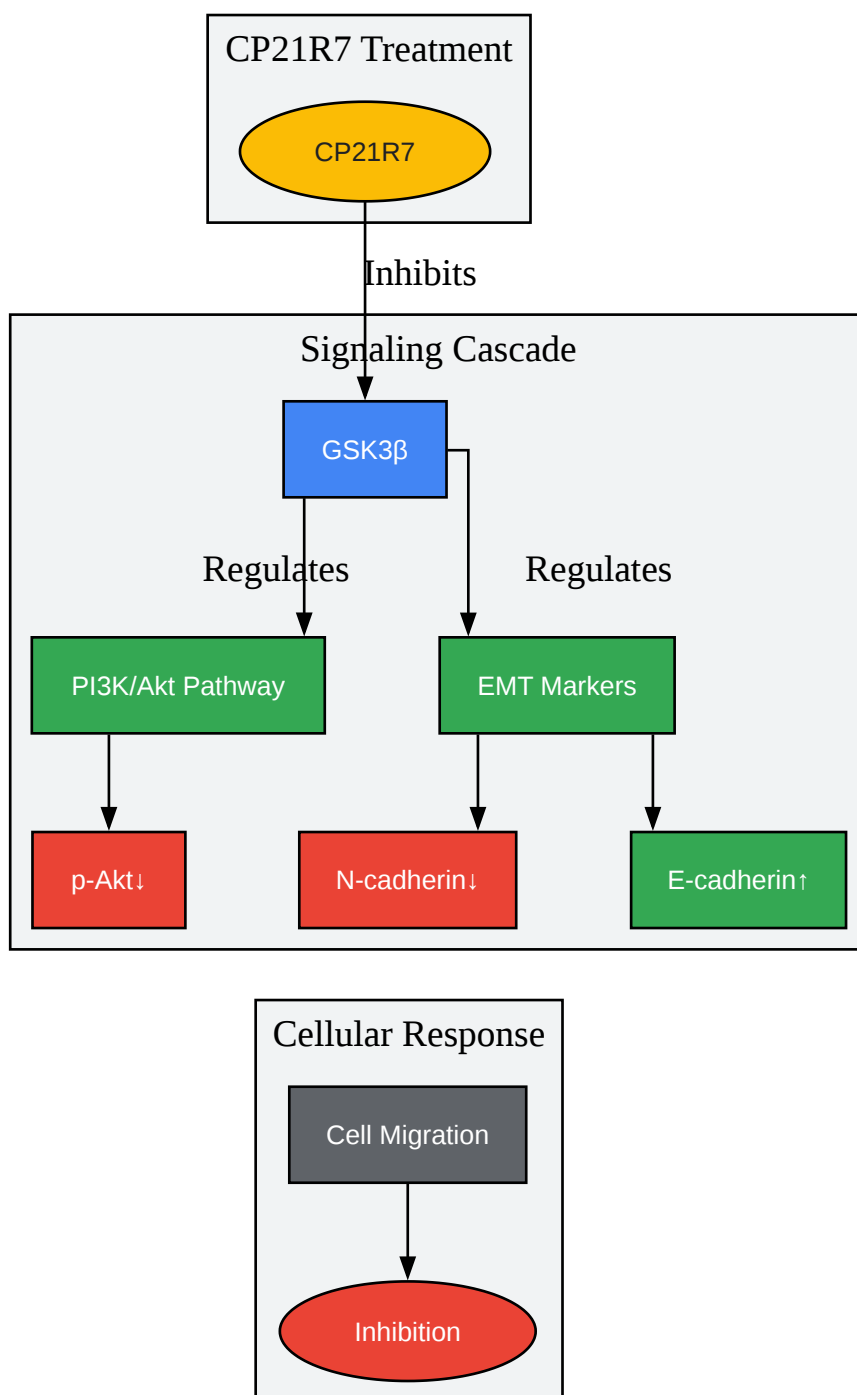 CP21R7 Treatment
CP21R7
Inhibits
Signaling Cascade
GSK3β
Regulates
Regulates
PI3K/Akt Pathway
EMT Markers
p-Akt↓
N-cadherin↓
E-cadherin↑
Cellular Response
Cell Migration
Inhibition